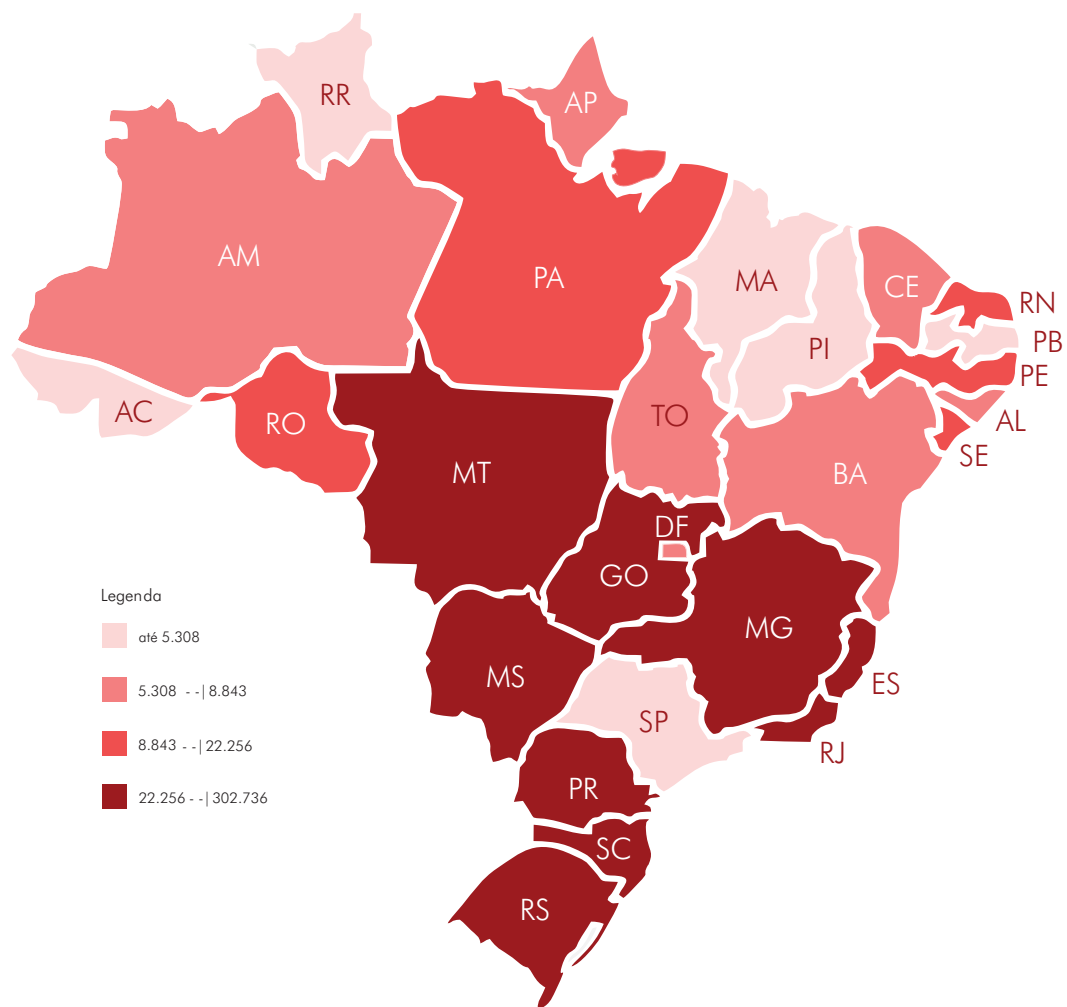 RR
AP
AM
PA
MA
CE
RN
PB
PI
PE
AC
RO
TO
AL
SE
MT
BA
DF
GO
Legenda
até 5.308
MG
MS
ES
5.308 - -| 8.843
SP
8.843 - -| 22.256
RJ
PR
22.256 - -| 302.736
SC
RS